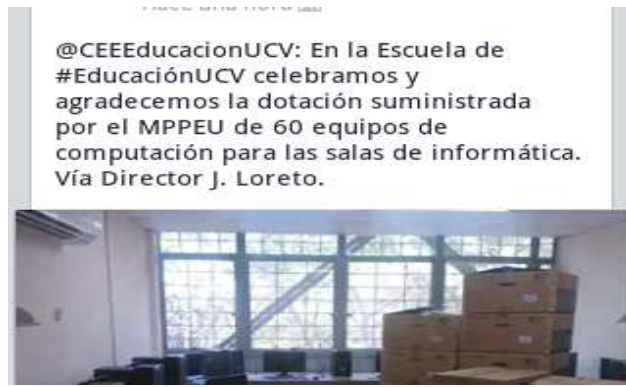 @CEEEducacionUCV: En la Escuela de
#EducaciónUCV celebramos y
agradecemos la dotación suministrada
por el MPPEU de 60 equipos de
computación para las salas de informática.
Vía Director J. Loreto.